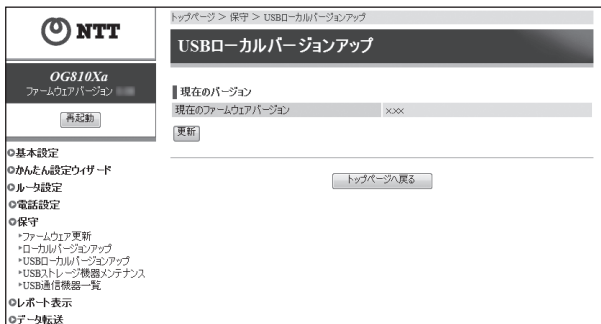 NTT
OG810Xa
ファームウェアバージョン
再起動
基本設定
かんたん設定ウィザード
ルータ設定
電話設定
保守
ファームウェア更新
ローカルバージョンアップ
USBローカルバージョンアップ
USBストレージ機器メンテナンス
USB通信機器一覧
レポート表示
データ転送
トップページ > 保守 > USBローカルバージョンアップ
USBローカルバージョンアップ
現在のバージョン
現在のファームウェアバージョン x.xx
更新
トップページへ戻る